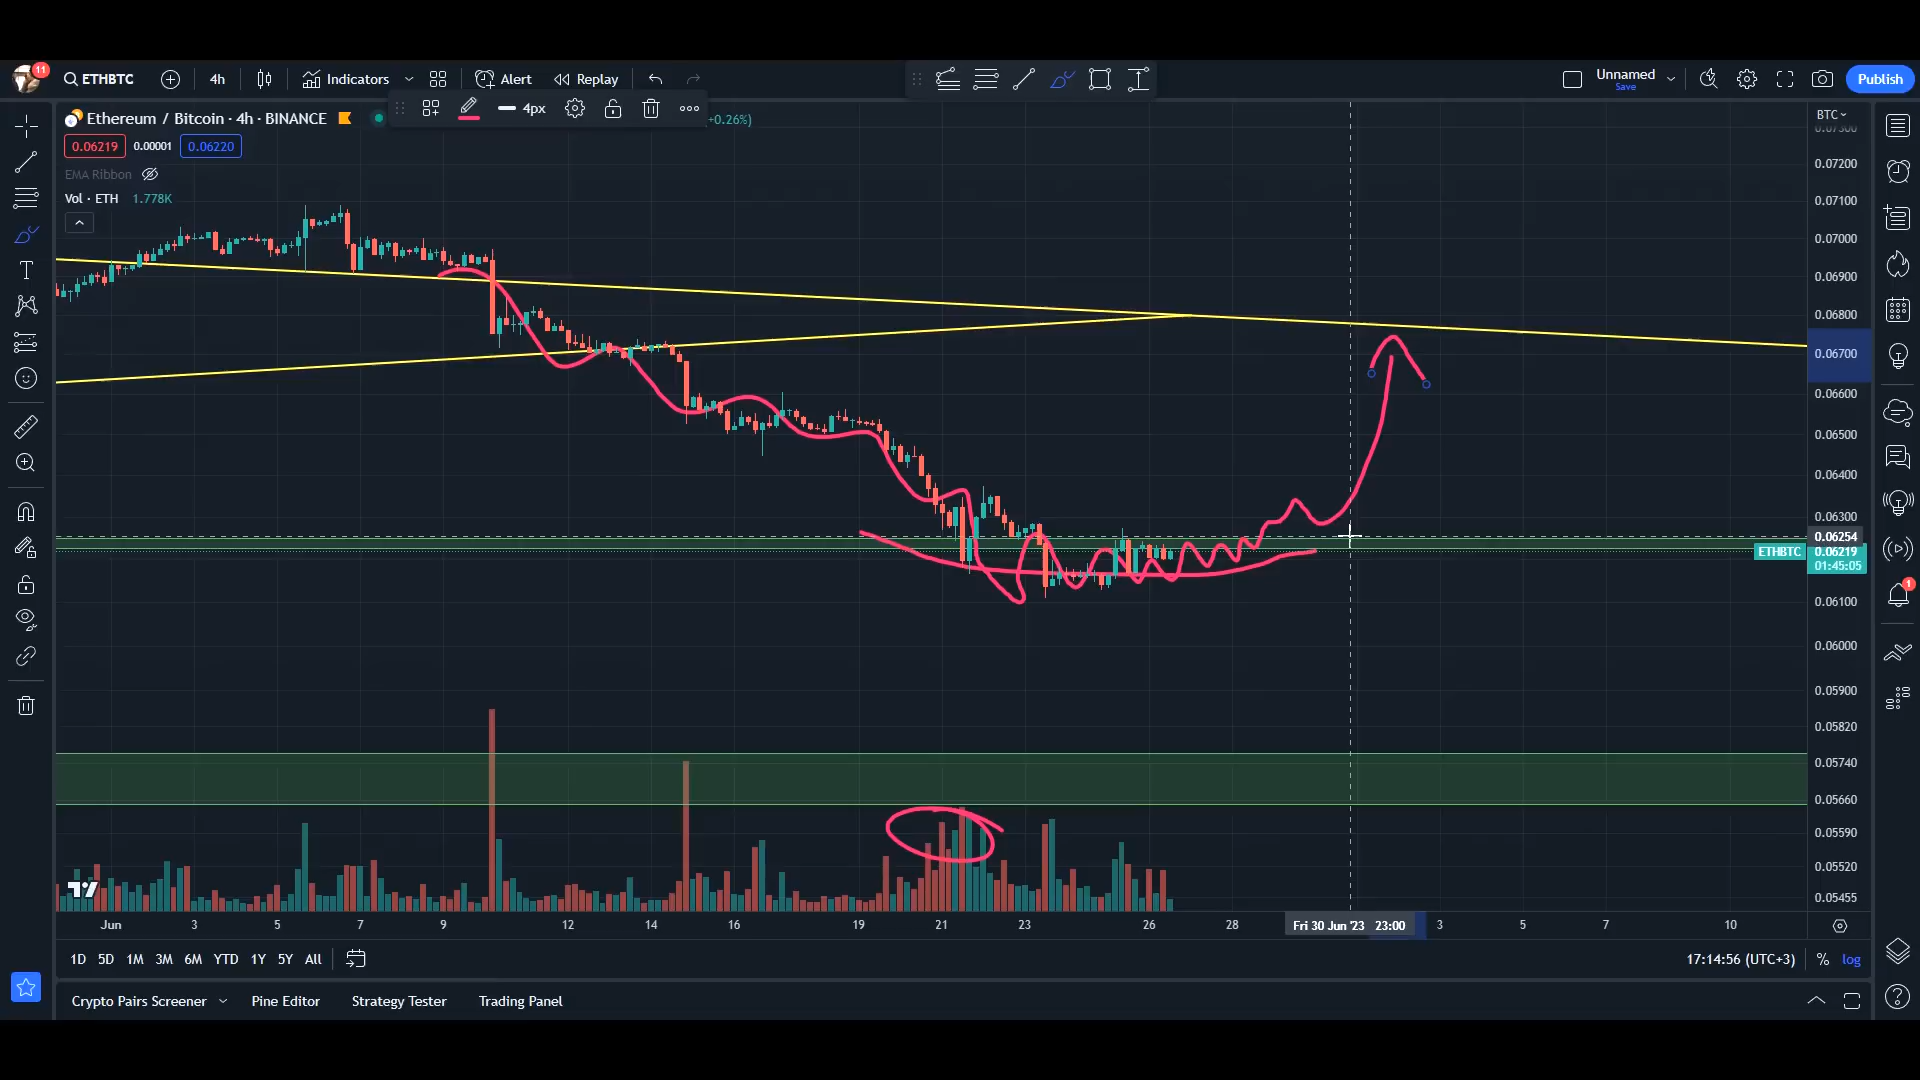 11
ETHBTC
4h
Indicators
Alert
Replay
Unnamed
Save
Publish
4px
Ethereum / Bitcoin · 4h · BINANCE
+0.26%)
BTC
0.06219
0.00001
0.06220
EMA Ribbon
Vol · ETH 1.778K
0.07300
0.07200
0.07100
0.07000
0.06900
0.06800
0.06700
0.06600
0.06500
0.06400
0.06300
0.06254
ETHBTC
0.06219
01:45:05
0.06100
0.06000
0.05900
0.05820
0.05740
0.05660
0.05590
0.05520
0.05455
1
Jun 3 5 7 9 12 14 16 19 21 23 26 28 Fri 30 Jun '23 23:00 3 5 7 10
1D 5D 1M 3M 6M YTD 1Y 5Y All
17:14:56 (UTC+3) % log
Crypto Pairs Screener Pine Editor Strategy Tester Trading Panel